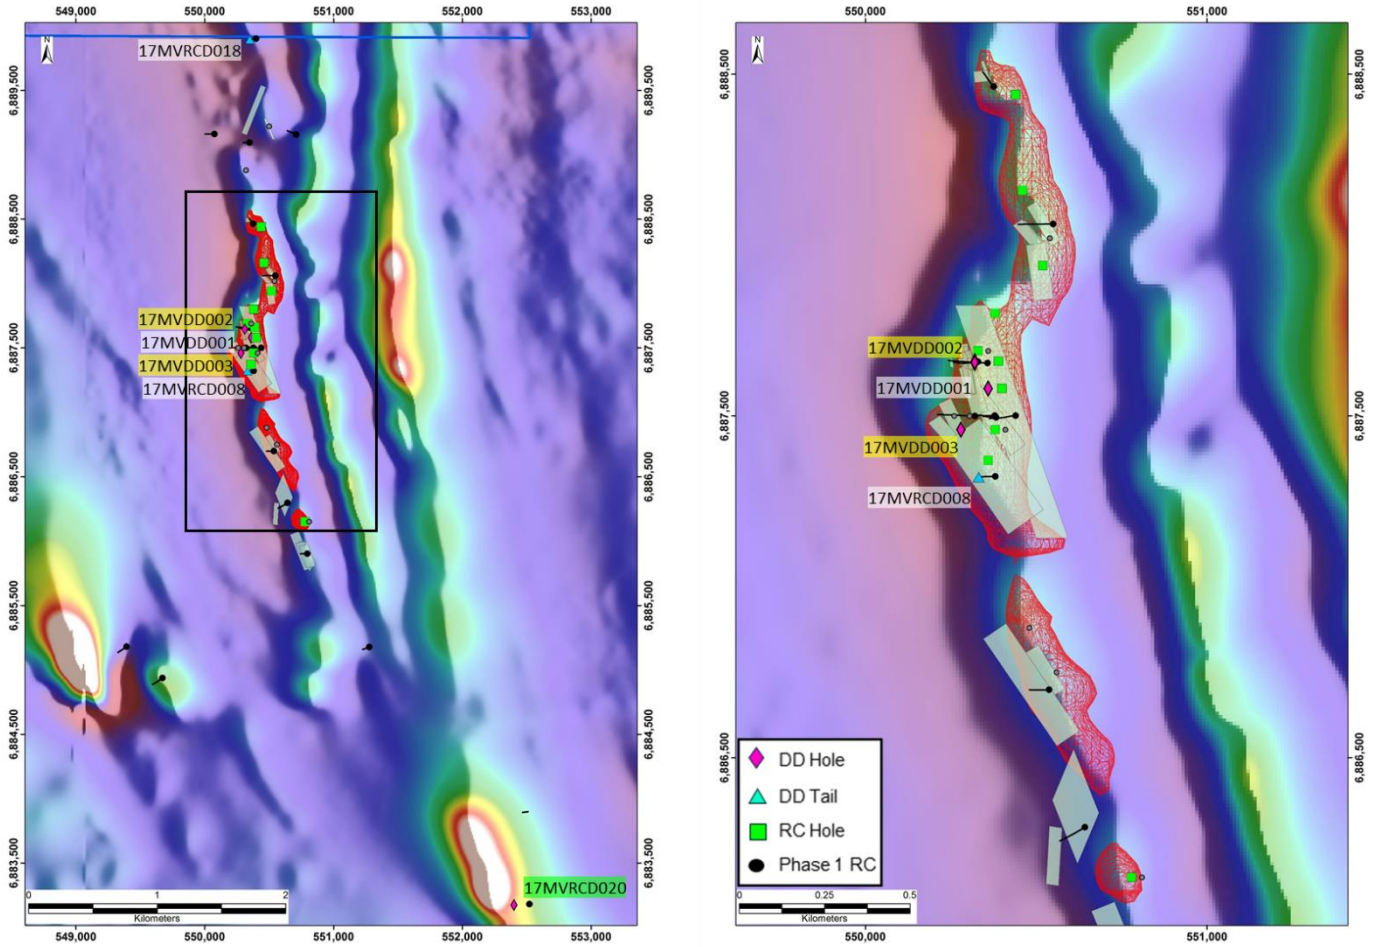 549,000 550,000 551,000 552,000 553,000
N
17MVRCD018
6,889,500
6,889,500
6,888,500
6,888,500
17MVDD002
17MVDD001
6,887,500
6,887,500
17MVDD003
17MVRCD008
6,886,500
6,886,500
6,885,500
6,885,500
6,884,500
6,884,500
6,883,500
6,883,500
17MVRCD020
0 1 2
Kilometers
549,000 550,000 551,000 552,000 553,000
550,000 551,000
N
6,888,500
6,888,500
17MVDD002
17MVDD001
6,887,500
6,887,500
17MVDD003
17MVRCD008
6,886,500
6,886,500
DD Hole
DD Tail
RC Hole
Phase 1 RC
0 0.25 0.5
Kilometers
550,000 551,000